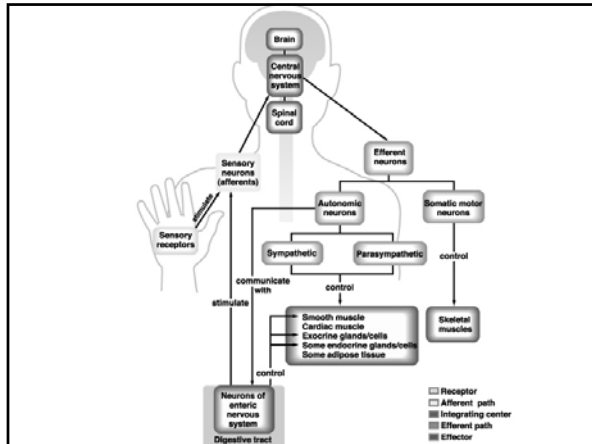 Brain
Central
nervous
system
Spinal
cord
Efferent
neurons
Sensory
neurons
(afferents)
stimulate
Sensory
receptors
Autonomic
neurons
Somatic motor
neurons
Sympathetic
Parasympathetic
communicate
with
control
control
stimulate
Smooth muscle
Cardiac muscle
Exocrine glands/cells
Some endocrine glands/cells
Some adipose tissue
Skeletal
muscles
control
Neurons of
enteric
nervous
system
Digestive tract
Receptor
Afferent path
Integrating center
Efferent path
Effector